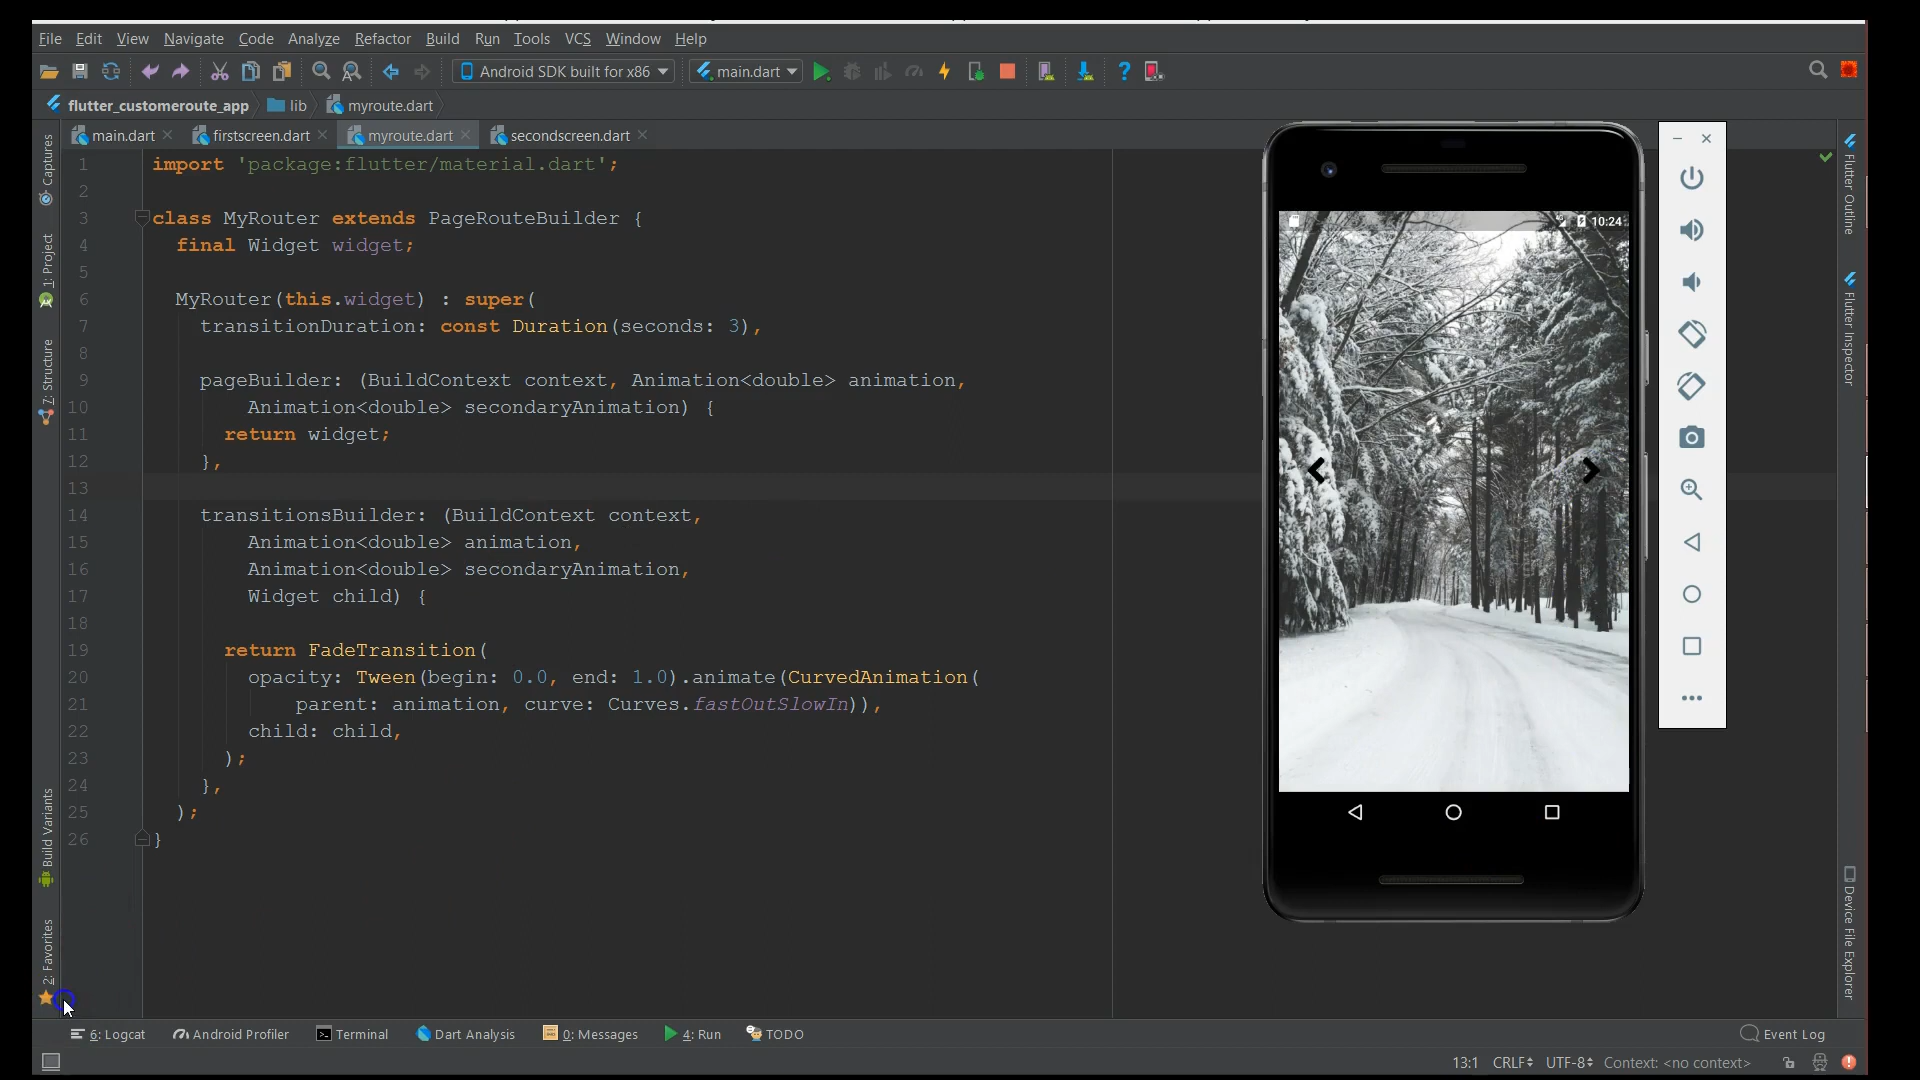 File Edit View Navigate Code Analyze Refactor Build Run Tools VCS Window Help
Android SDK built for x86 main.dart
flutter_customeroute_app lib myroute.dart
main.dart firstscreen.dart myroute.dart secondscreen.dart
1 import 'package:flutter/material.dart';
2
3 class MyRouter extends PageRouteBuilder {
4 final Widget widget;
5
6 MyRouter(this.widget) : super(
7 transitionDuration: const Duration(seconds: 3),
8
9 pageBuilder: (BuildContext context, Animation<double> animation,
10 Animation<double> secondaryAnimation) {
11 return widget;
12 },
13
14 transitionsBuilder: (BuildContext context,
15 Animation<double> animation,
16 Animation<double> secondaryAnimation,
17 Widget child) {
18
19 return FadeTransition(
20 opacity: Tween(begin: 0.0, end: 1.0).animate(CurvedAnimation(
21 parent: animation, curve: Curves.fastOutSlowIn)),
22 child: child,
23 );
24 },
25 );
26 }
Captures
1: Project
7: Structure
Build Variants
2: Favorites
10:24
Flutter Outline
Flutter Inspector
Device File Explorer
6: Logcat Android Profiler Terminal Dart Analysis 0: Messages 4: Run TODO Event Log
13:1 CRLF UTF-8 Context: <no context>